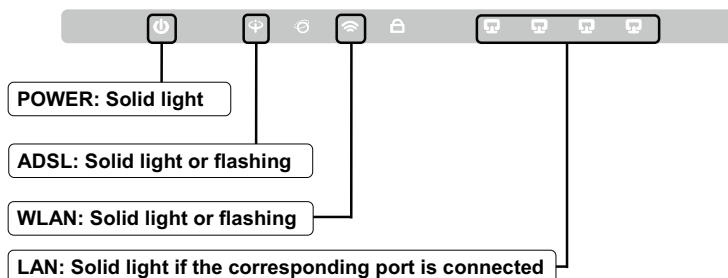 POWER: Solid light
ADSL: Solid light or flashing
WLAN: Solid light or flashing
LAN: Solid light if the corresponding port is connected